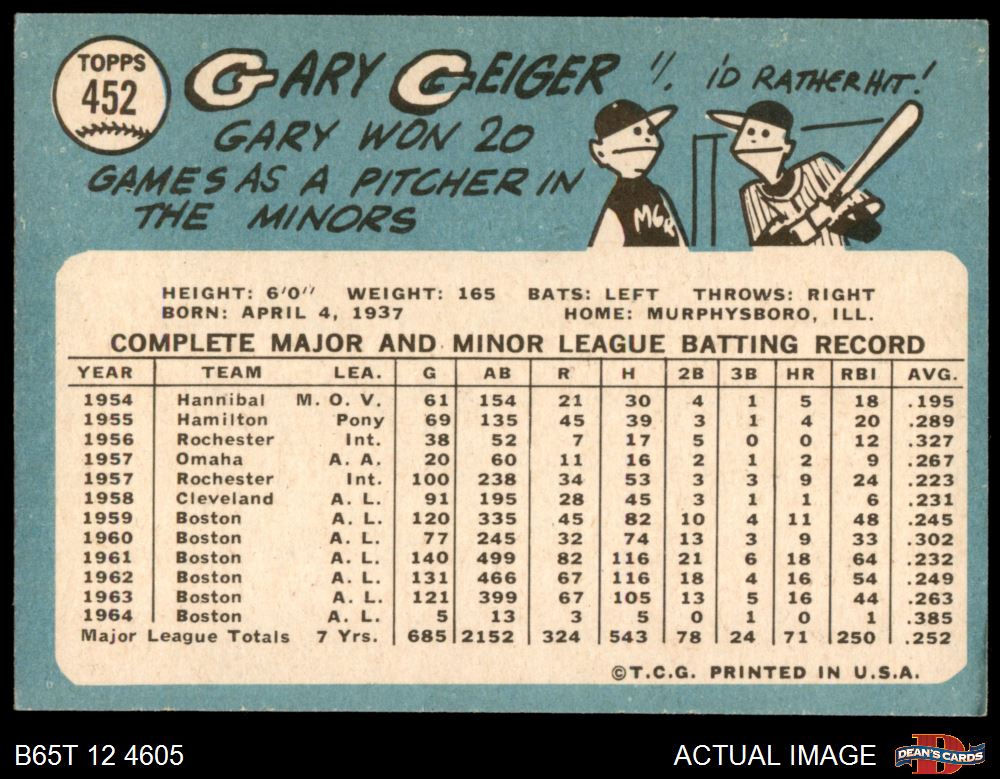 TOPPS
452
GARY GEIGER
I'D RATHER HIT!
GARY WON 20
GAMES AS A PITCHER IN
THE MINORS
MGR
HEIGHT: 6'0" WEIGHT: 165 BATS: LEFT THROWS: RIGHT
BORN: APRIL 4, 1937 HOME: MURPHYSBORO, ILL.
COMPLETE MAJOR AND MINOR LEAGUE BATTING RECORD
YEAR TEAM LEA. G AB R H 2B 3B HR RBI AVG.
1954 Hannibal M. O. V. 61 154 21 30 4 1 5 18 .195
1955 Hamilton Pony 69 135 45 39 3 1 4 20 .289
1956 Rochester Int. 38 52 7 17 5 0 0 12 .327
1957 Omaha A. A. 20 60 11 16 2 1 2 9 .267
1957 Rochester Int. 100 238 34 53 3 3 9 24 .223
1958 Cleveland A. L. 91 195 28 45 3 1 1 6 .231
1959 Boston A. L. 120 335 45 82 10 4 11 48 .245
1960 Boston A. L. 77 245 32 74 13 3 9 33 .302
1961 Boston A. L. 140 499 82 116 21 6 18 64 .232
1962 Boston A. L. 131 466 67 116 18 4 16 54 .249
1963 Boston A. L. 121 399 67 105 13 5 16 44 .263
1964 Boston A. L. 5 13 3 5 0 1 0 1 .385
Major League Totals 7 Yrs. 685 2152 324 543 78 24 71 250 .252
©T.C.G. PRINTED IN U.S.A.
B65T 12 4605
ACTUAL IMAGE
D
DEAN'S CARDS